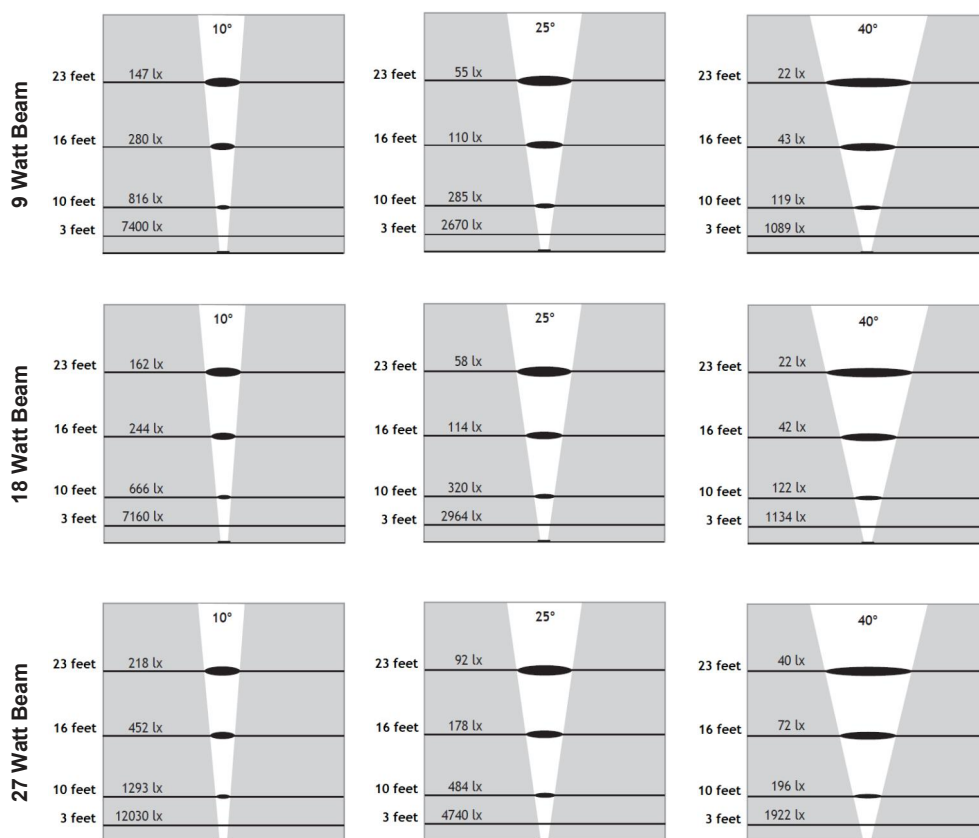 9 Watt Beam
10°
23 feet 147 lx
16 feet 280 lx
10 feet 816 lx
3 feet 7400 lx
25°
23 feet 55 lx
16 feet 110 lx
10 feet 285 lx
3 feet 2670 lx
40°
23 feet 22 lx
16 feet 43 lx
10 feet 119 lx
3 feet 1089 lx
18 Watt Beam
10°
23 feet 162 lx
16 feet 244 lx
10 feet 666 lx
3 feet 7160 lx
25°
23 feet 58 lx
16 feet 114 lx
10 feet 320 lx
3 feet 2964 lx
40°
23 feet 22 lx
16 feet 42 lx
10 feet 122 lx
3 feet 1134 lx
27 Watt Beam
10°
23 feet 218 lx
16 feet 452 lx
10 feet 1293 lx
3 feet 12030 lx
25°
23 feet 92 lx
16 feet 178 lx
10 feet 484 lx
3 feet 4740 lx
40°
23 feet 40 lx
16 feet 72 lx
10 feet 196 lx
3 feet 1922 lx